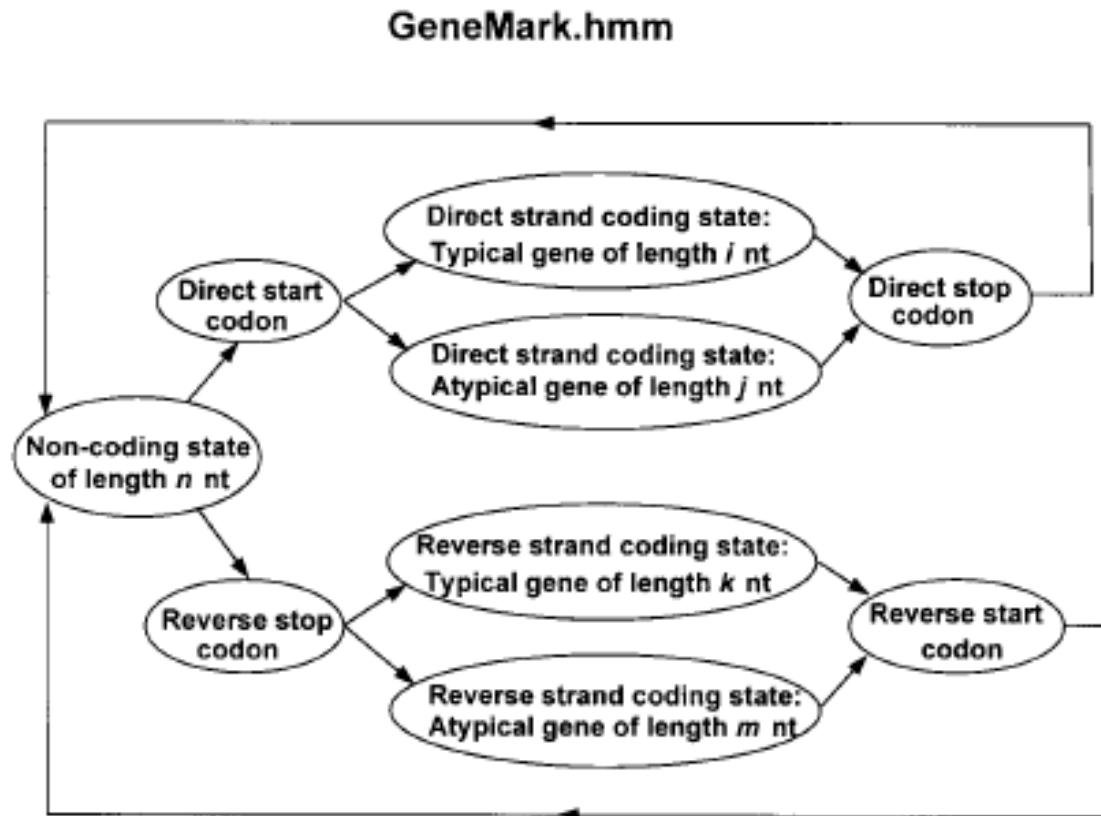 GeneMark.hmm
Direct strand coding state:
Typical gene of length i nt
Direct start
codon
Direct stop
codon
Direct strand coding state:
Atypical gene of length j nt
Non-coding state
of length n nt
Reverse strand coding state:
Typical gene of length k nt
Reverse stop
codon
Reverse start
codon
Reverse strand coding state:
Atypical gene of length m nt